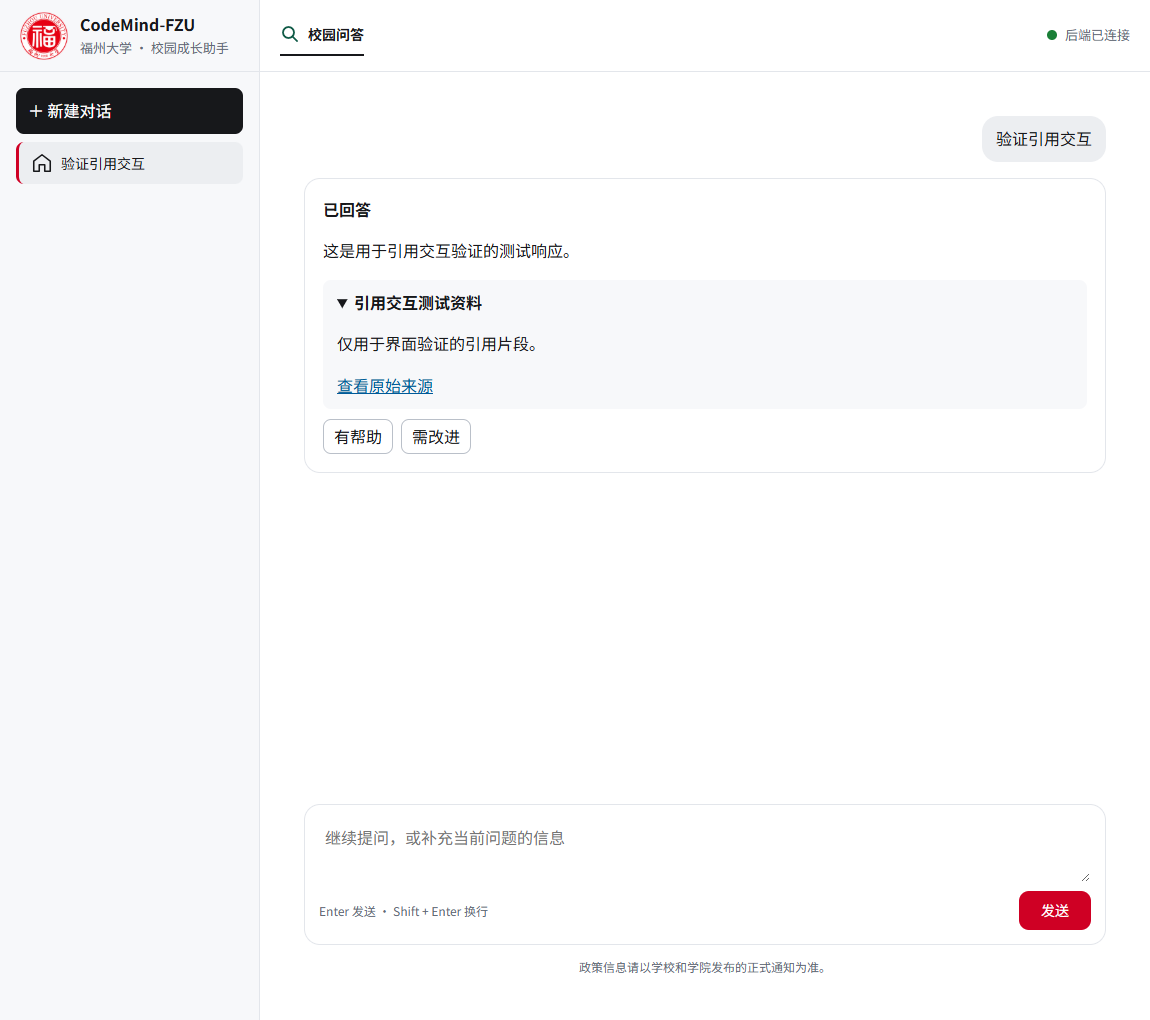 福
CodeMind-FZU
福州大学 · 校园成长助手
+ 新建对话
验证引用交互
校园问答
后端已连接
验证引用交互
已回答
这是用于引用交互验证的测试响应。
▼ 引用交互测试资料
仅用于界面验证的引用片段。
查看原始来源
有帮助
需改进
继续提问，或补充当前问题的信息
Enter 发送 · Shift + Enter 换行
发送
政策信息请以学校和学院发布的正式通知为准。